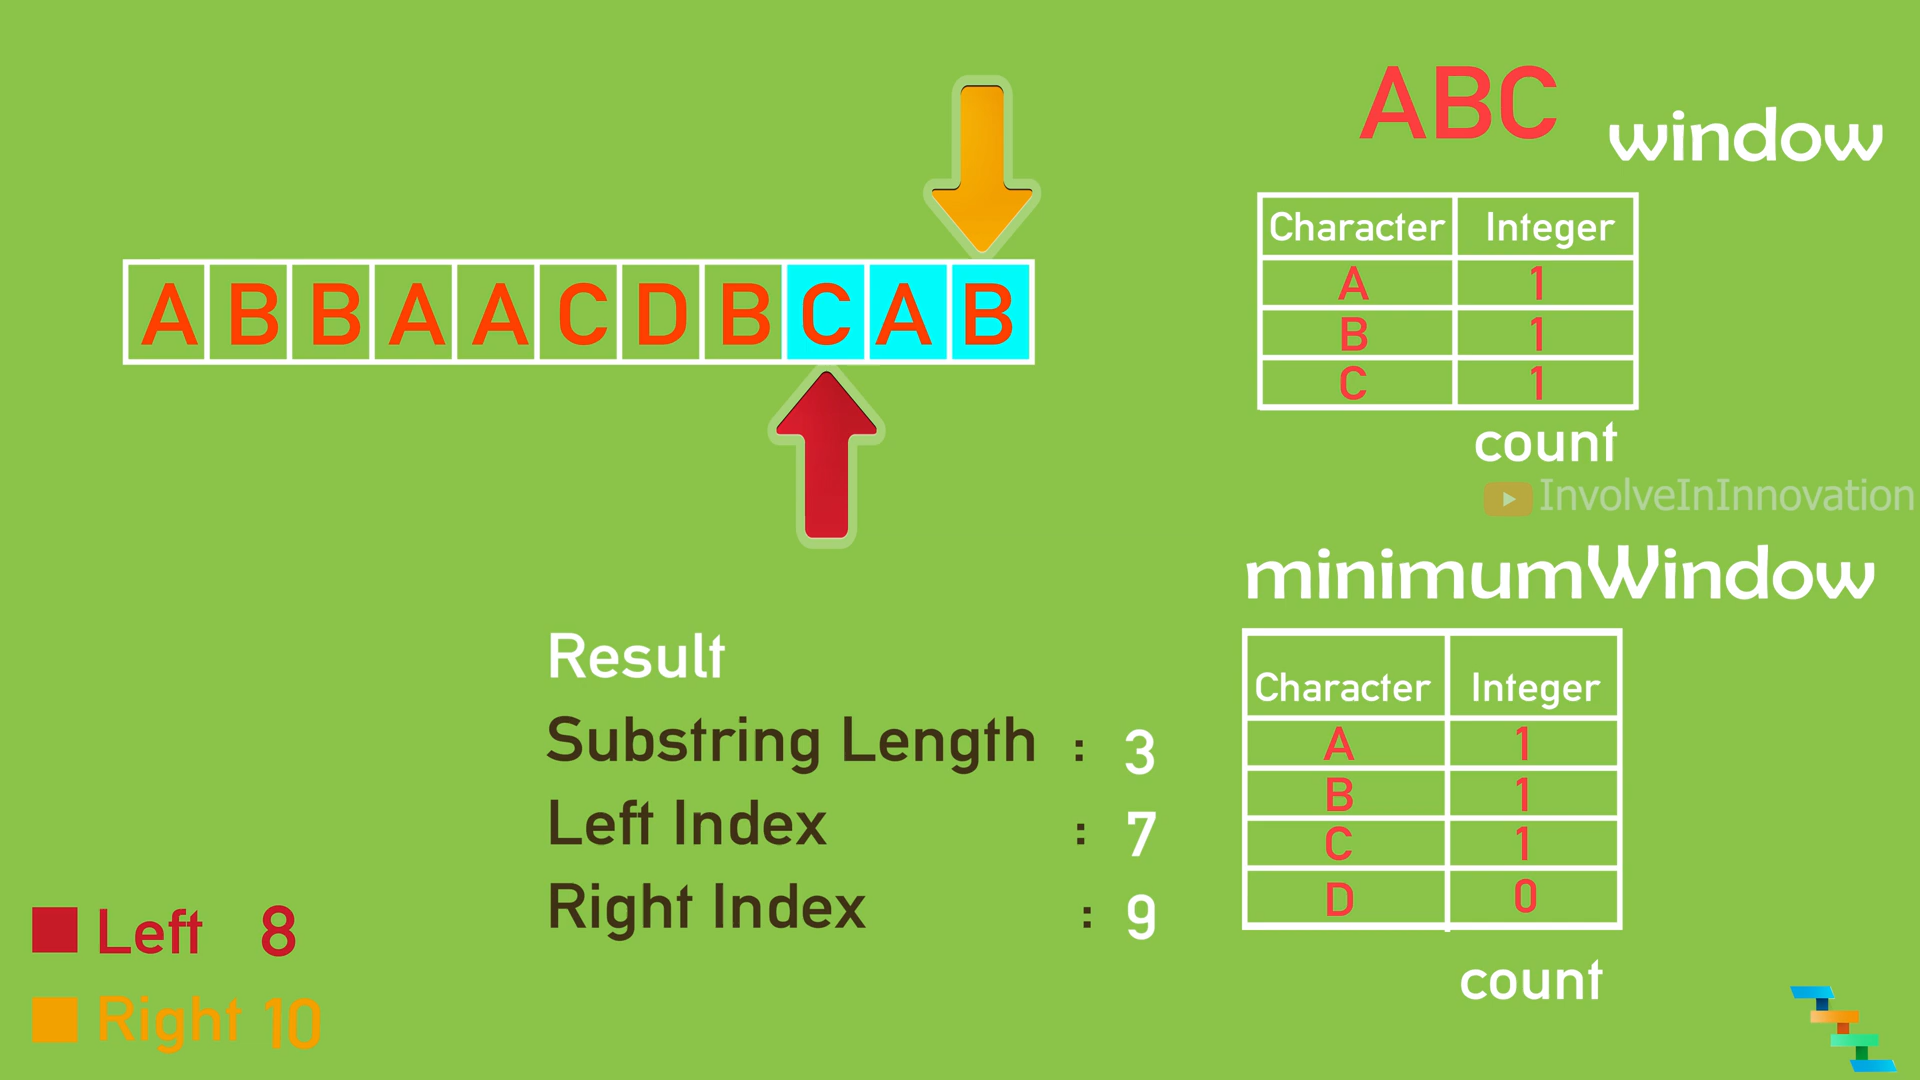 ABC
window
Character Integer
A 1
B 1
C 1
count
A B B A A C D B C A B
InvolveInInnovation
minimumWindow
Character Integer
A 1
B 1
C 1
D 0
count
Result
Substring Length : 3
Left Index : 7
Right Index : 9
Left 8
Right 10